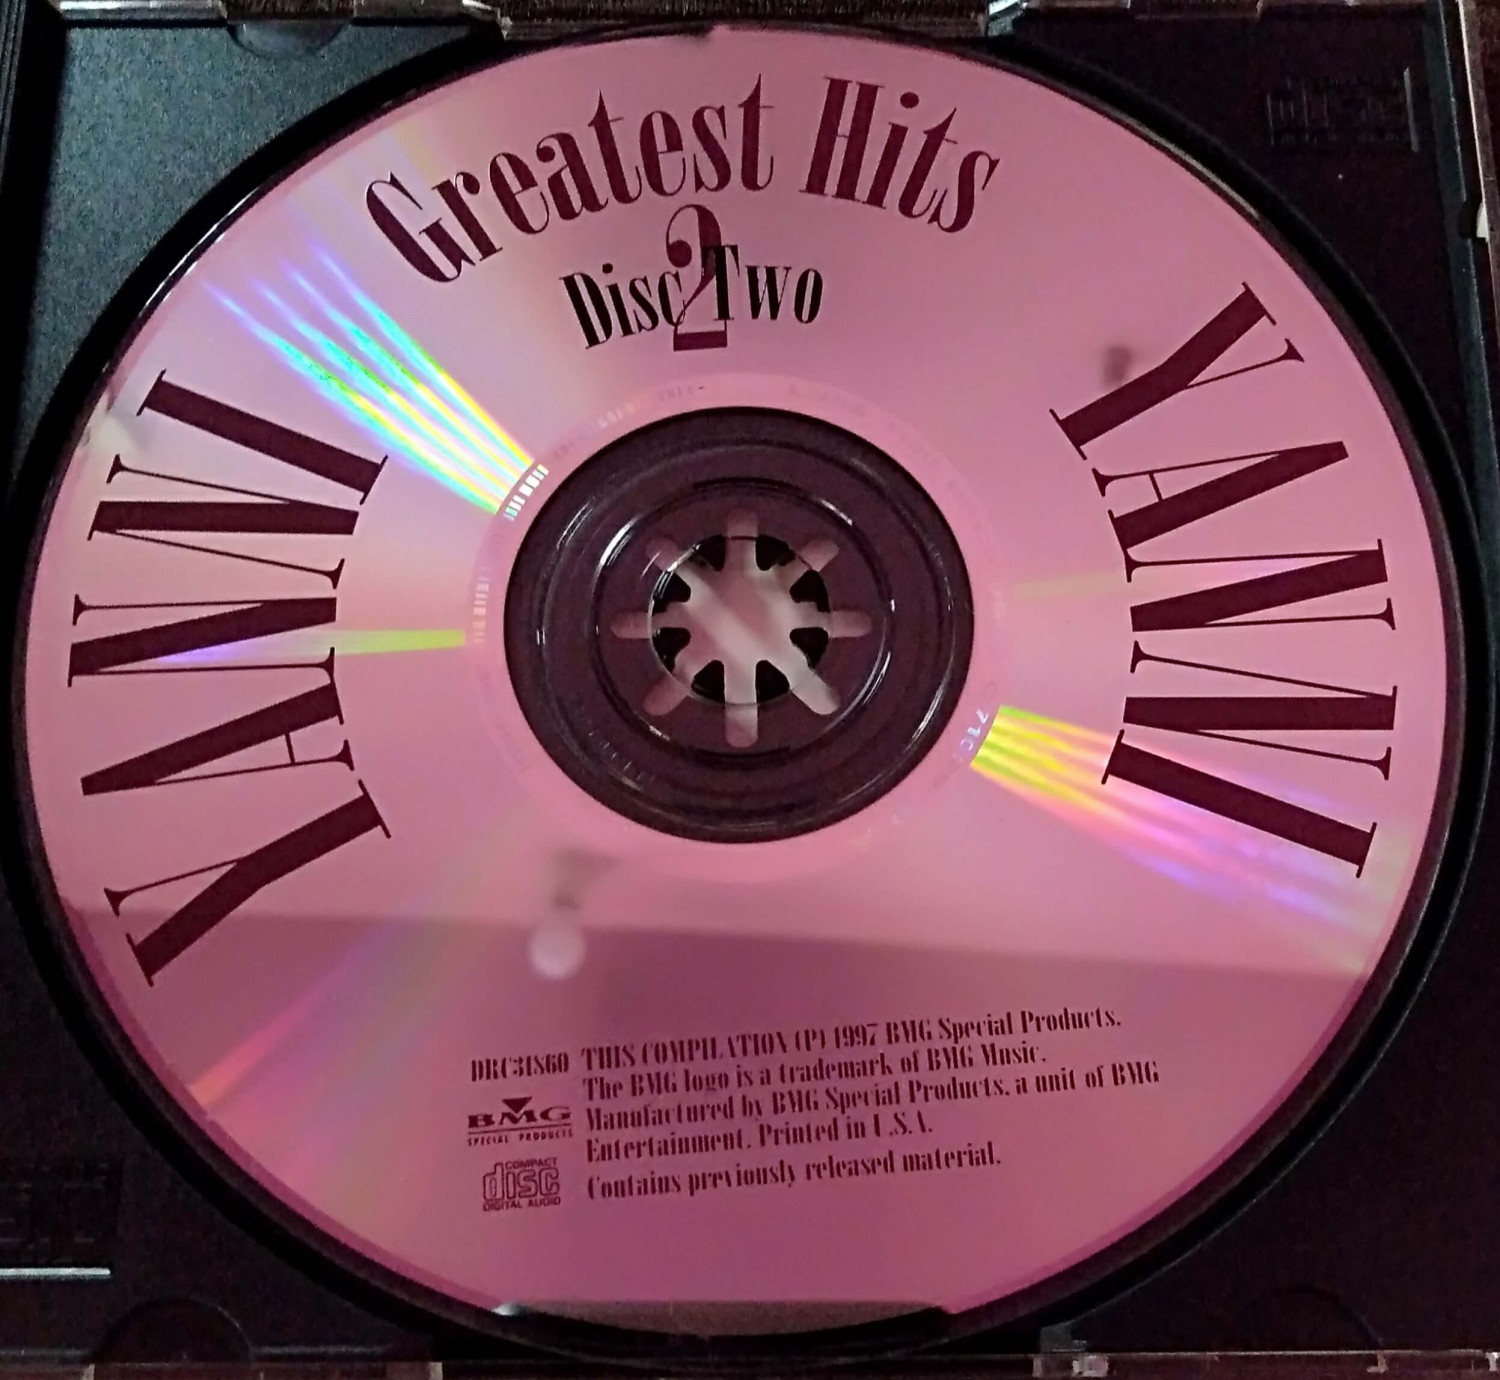 Greatest Hits
2
Disc Two
YANNI
YANNI
DRC31860
THIS COMPILATION (P) 1997 BMG Special Products.
The BMG logo is a trademark of BMG Music.
Manufactured by BMG Special Products, a unit of BMG
Entertainment. Printed in U.S.A.
Contains previously released material.
BMG
SPECIAL PRODUCTS
COMPACT
disc
DIGITAL AUDIO